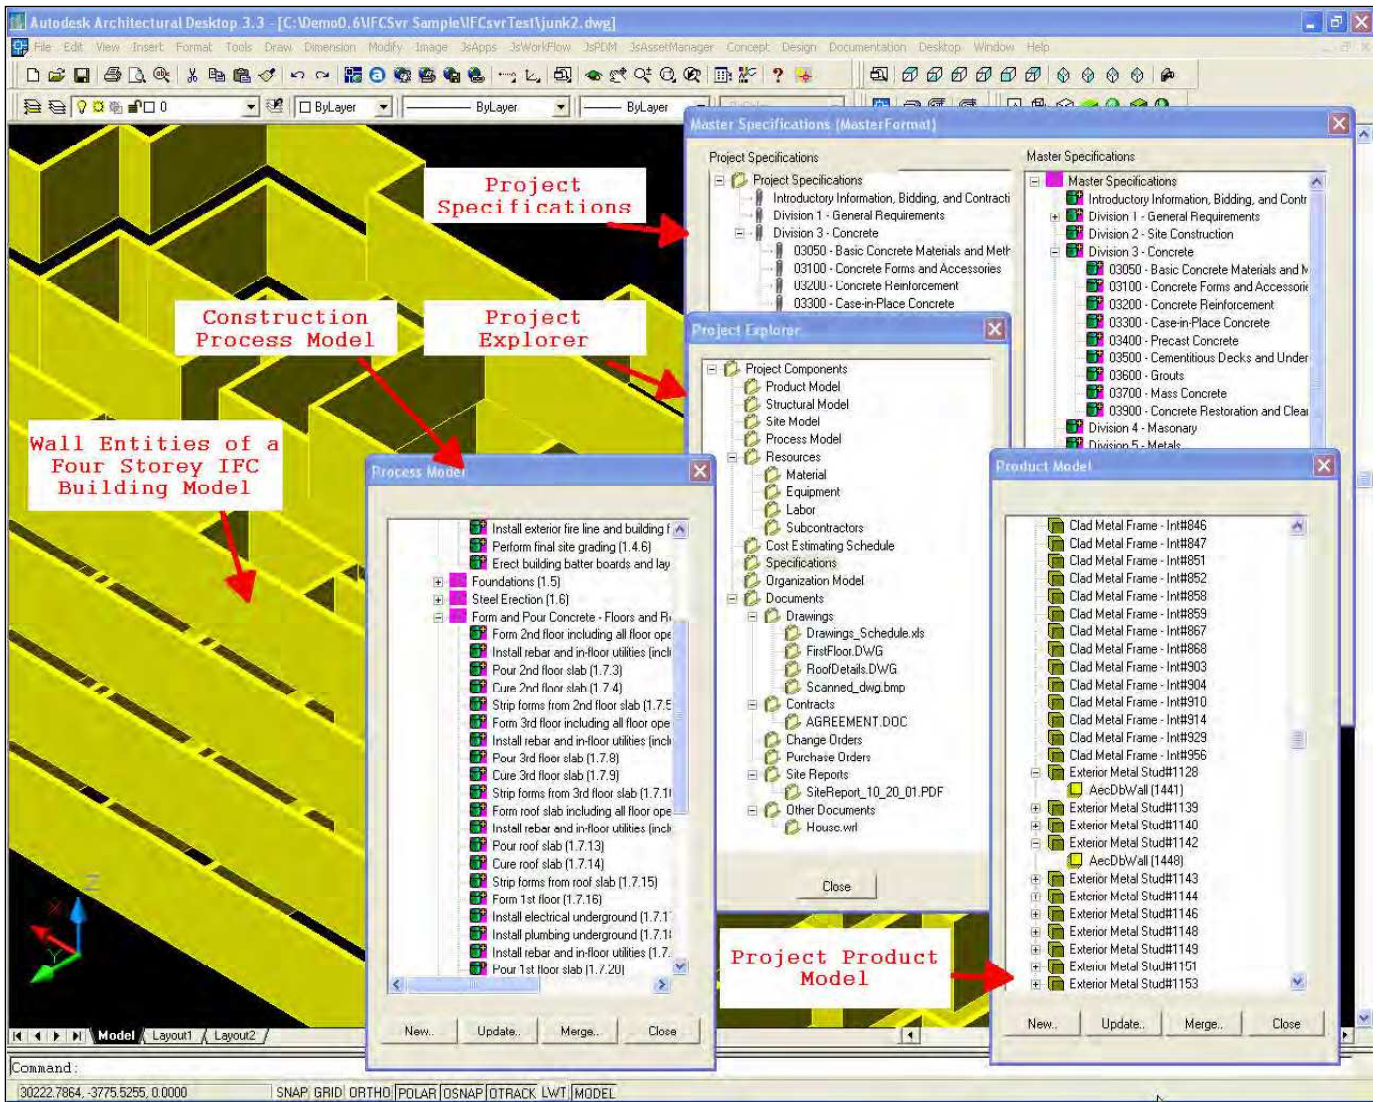 Autodesk Architectural Desktop 3.3 - [C:\Demo0.6\IFCSvr Sample\IFCsvrTest\junk2.dwg]
File Edit View Insert Format Tools Draw Dimension Modify Image JsApps JsWorkFlow JsPDM JsAssetManager Concept Design Documentation Desktop Window Help
0 ByLayer ByLayer ByLayer
Master Specifications (MasterFormat)
Project Specifications
Project Specifications
Introductory Information, Bidding, and Contracti
Division 1 - General Requirements
Division 3 - Concrete
03050 - Basic Concrete Materials and Meth
03100 - Concrete Forms and Accessories
03200 - Concrete Reinforcement
03300 - Case-in-Place Concrete
Master Specifications
Master Specifications
Introductory Information, Bidding, and Contr
Division 1 - General Requirements
Division 2 - Site Construction
Division 3 - Concrete
03050 - Basic Concrete Materials and M
03100 - Concrete Forms and Accessorie
03200 - Concrete Reinforcement
03300 - Case-in-Place Concrete
03400 - Precast Concrete
03500 - Cementitious Decks and Under
03600 - Grouts
03700 - Mass Concrete
03900 - Concrete Restoration and Clear
Division 4 - Masonary
Division 5 - Metals
Project
Specifications
Construction
Process Model
Project
Explorer
Wall Entities of a
Four Storey IFC
Building Model
Project Explorer
Project Components
Product Model
Structural Model
Site Model
Process Model
Resources
Material
Equipment
Labor
Subcontractors
Cost Estimating Schedule
Specifications
Organization Model
Documents
Drawings
Drawings_Schedule.xls
FirstFloor.DWG
RoofDetails.DWG
Scanned_dwg.bmp
Contracts
AGREEMENT.DOC
Change Orders
Purchase Orders
Site Reports
SiteReport_10_20_01.PDF
Other Documents
House.wrl
Close
Process Model
Install exterior fire line and building f
Perform final site grading (1.4.6)
Erect building batter boards and lay
Foundations (1.5)
Steel Erection (1.6)
Form and Pour Concrete - Floors and R
Form 2nd floor including all floor ope
Install rebar and in-floor utilities (inclu
Pour 2nd floor slab (1.7.3)
Cure 2nd floor slab (1.7.4)
Strip forms from 2nd floor slab (1.7.5
Form 3rd floor including all floor ope
Install rebar and in-floor utilities (inclu
Pour 3rd floor slab (1.7.8)
Cure 3rd floor slab (1.7.9)
Strip forms from 3rd floor slab (1.7.10
Form roof slab including all floor ope
Install rebar and in-floor utilities (inclu
Pour roof slab (1.7.13)
Cure roof slab (1.7.14)
Strip forms from roof slab (1.7.15)
Form 1st floor (1.7.16)
Install electrical underground (1.7.17
Install plumbing underground (1.7.18
Install rebar and in-floor utilities (1.7.
Pour 1st floor slab (1.7.20)
New.. Update.. Merge.. Close
Product Model
Clad Metal Frame - Int#846
Clad Metal Frame - Int#847
Clad Metal Frame - Int#851
Clad Metal Frame - Int#852
Clad Metal Frame - Int#858
Clad Metal Frame - Int#859
Clad Metal Frame - Int#867
Clad Metal Frame - Int#868
Clad Metal Frame - Int#903
Clad Metal Frame - Int#904
Clad Metal Frame - Int#910
Clad Metal Frame - Int#914
Clad Metal Frame - Int#929
Clad Metal Frame - Int#956
Exterior Metal Stud#1128
AecDbWall (1441)
Exterior Metal Stud#1139
Exterior Metal Stud#1140
Exterior Metal Stud#1142
AecDbWall (1448)
Exterior Metal Stud#1143
Exterior Metal Stud#1144
Exterior Metal Stud#1146
Exterior Metal Stud#1148
Exterior Metal Stud#1149
Exterior Metal Stud#1151
Exterior Metal Stud#1153
New.. Update.. Merge.. Close
Project Product
Model
Z
X
Y
Model Layout1 Layout2
Command:
30222.7864, -3775.5255, 0.0000 SNAP GRID ORTHO POLAR OSNAP OTRACK LWT MODEL